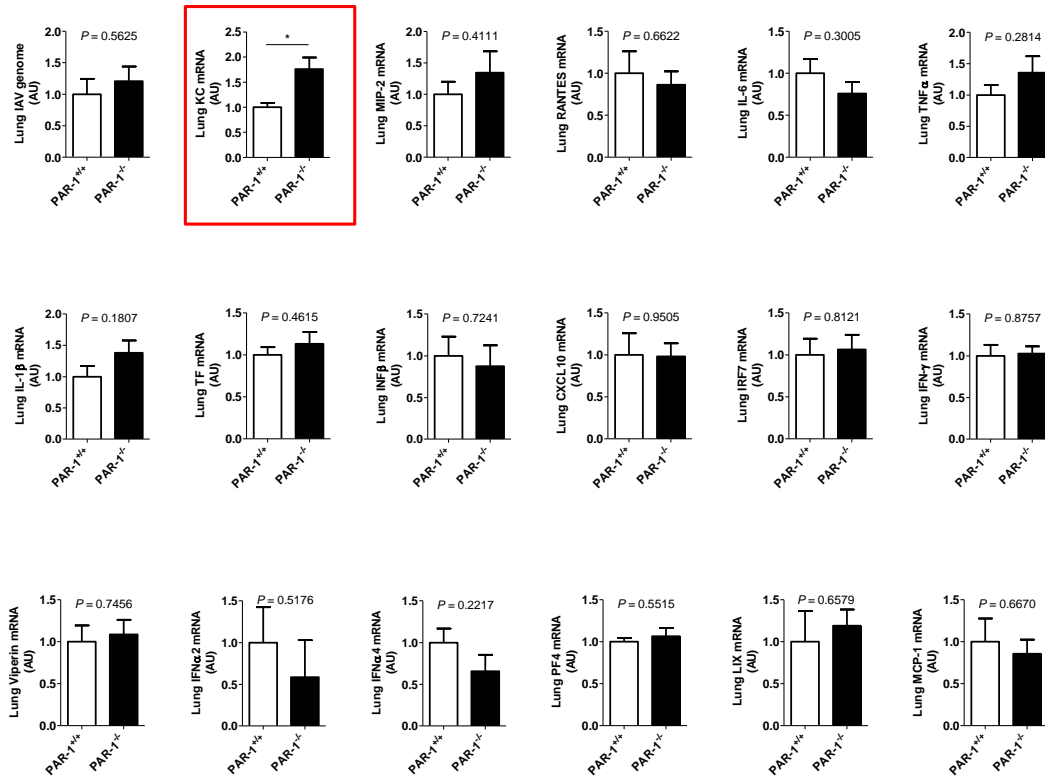 Lung IAV genome
(AU)
P = 0.5625
2.0
1.5
1.0
0.5
0.0
PAR-1+/+
PAR-1-/-
Lung KC mRNA
(AU)
*
2.5
2.0
1.5
1.0
0.5
0.0
PAR-1+/+
PAR-1-/-
Lung MIP-2 mRNA
(AU)
P = 0.4111
2.0
1.5
1.0
0.5
0.0
PAR-1+/+
PAR-1-/-
Lung RANTES mRNA
(AU)
P = 0.6622
1.5
1.0
0.5
0.0
PAR-1+/+
PAR-1-/-
Lung IL-6 mRNA
(AU)
P = 0.3005
1.5
1.0
0.5
0.0
PAR-1+/+
PAR-1-/-
Lung TNFα mRNA
(AU)
P = 0.2814
2.0
1.5
1.0
0.5
0.0
PAR-1+/+
PAR-1-/-
Lung IL-1β mRNA
(AU)
P = 0.1807
2.0
1.5
1.0
0.5
0.0
PAR-1+/+
PAR-1-/-
Lung TF mRNA
(AU)
P = 0.4615
1.5
1.0
0.5
0.0
PAR-1+/+
PAR-1-/-
Lung INFβ mRNA
(AU)
P = 0.7241
1.5
1.0
0.5
0.0
PAR-1+/+
PAR-1-/-
Lung CXCL10 mRNA
(AU)
P = 0.9505
1.5
1.0
0.5
0.0
PAR-1+/+
PAR-1-/-
Lung IRF7 mRNA
(AU)
P = 0.8121
1.5
1.0
0.5
0.0
PAR-1+/+
PAR-1-/-
Lung IFN-γ mRNA
(AU)
P = 0.8757
1.5
1.0
0.5
0.0
PAR-1+/+
PAR-1-/-
Lung Viperin mRNA
(AU)
P = 0.7456
1.5
1.0
0.5
0.0
PAR-1+/+
PAR-1-/-
Lung IFNα2 mRNA
(AU)
P = 0.5176
1.5
1.0
0.5
0.0
PAR-1+/+
PAR-1-/-
Lung IFNα4 mRNA
(AU)
P = 0.2217
1.5
1.0
0.5
0.0
PAR-1+/+
PAR-1-/-
Lung PF4 mRNA
(AU)
P = 0.5515
1.5
1.0
0.5
0.0
PAR-1+/+
PAR-1-/-
Lung LIX mRNA
(AU)
P = 0.6579
1.5
1.0
0.5
0.0
PAR-1+/+
PAR-1-/-
Lung MCP-1 mRNA
(AU)
P = 0.6670
1.5
1.0
0.5
0.0
PAR-1+/+
PAR-1-/-